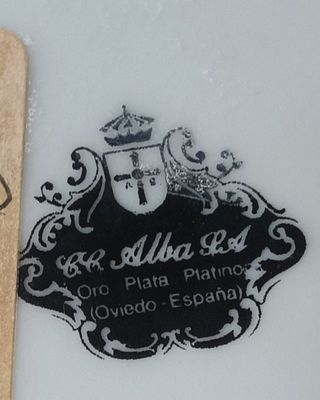 C.C. Alba S.A
Oro Plata Platino
(Oviedo - España)